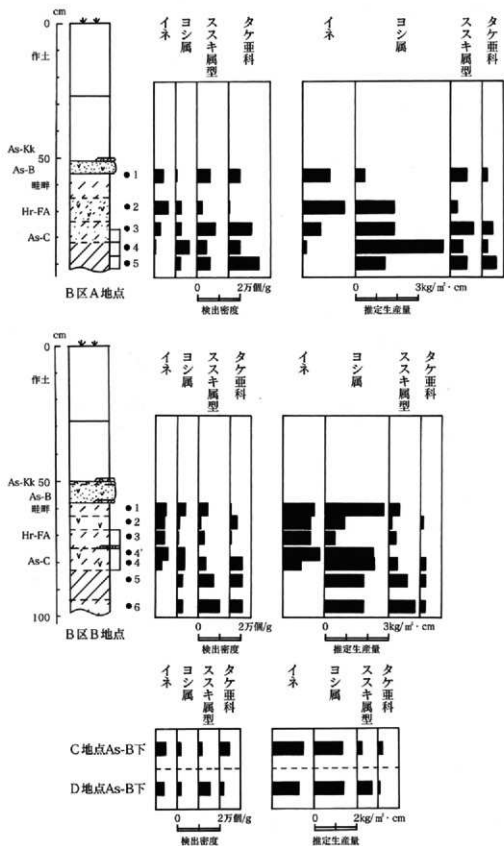 cm
0
作土
As-Kk
50
As-B
畦畔
Hr-FA
As-C
1
2
3
4
5
B区A地点
イネ
ヨシ属
ススキ属型
タケ亜科
0 2万個/g
検出密度
イネ
ヨシ属
ススキ属型
タケ亜科
0 3kg/㎡・cm
推定生産量
cm
0
作土
As-Kk 50
As-B
畦畔
Hr-FA
As-C
100
1
2
3
4'
4
5
6
B区B地点
イネ
ヨシ属
ススキ属型
タケ亜科
0 2万個/g
検出密度
イネ
ヨシ属
ススキ属型
タケ亜科
0 3kg/㎡・cm
推定生産量
イネ
ヨシ属
ススキ属型
タケ亜科
イネ
ヨシ属
ススキ属型
タケ亜科
C地点As-B下
D地点As-B下
0 2万個/g
検出密度
0 2kg/㎡・cm
推定生産量